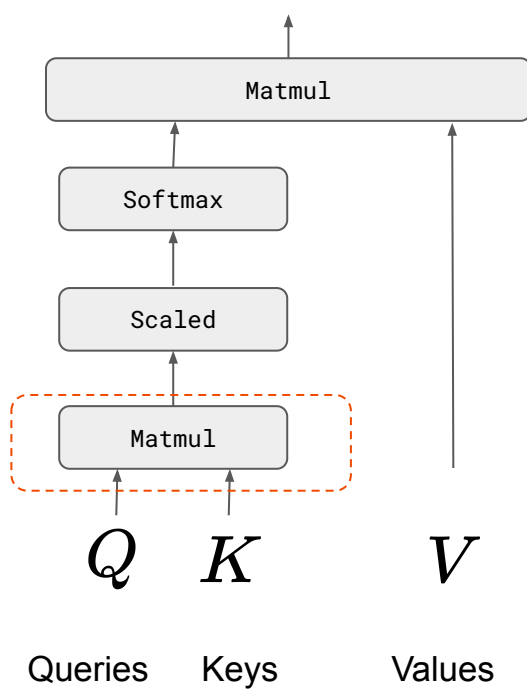 Matmul
Softmax
Scaled
Matmul
Q K V
Queries Keys Values